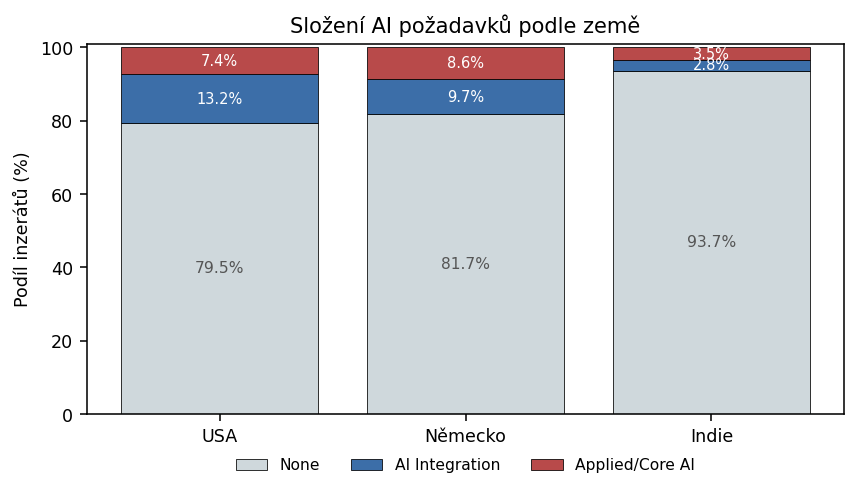 Složení AI požadavků podle země
Podíl inzerátů (%)
100
80
60
40
20
0
7.4%
13.2%
79.5%
8.6%
9.7%
81.7%
3.5%
2.8%
93.7%
USA
Německo
Indie
None
AI Integration
Applied/Core AI